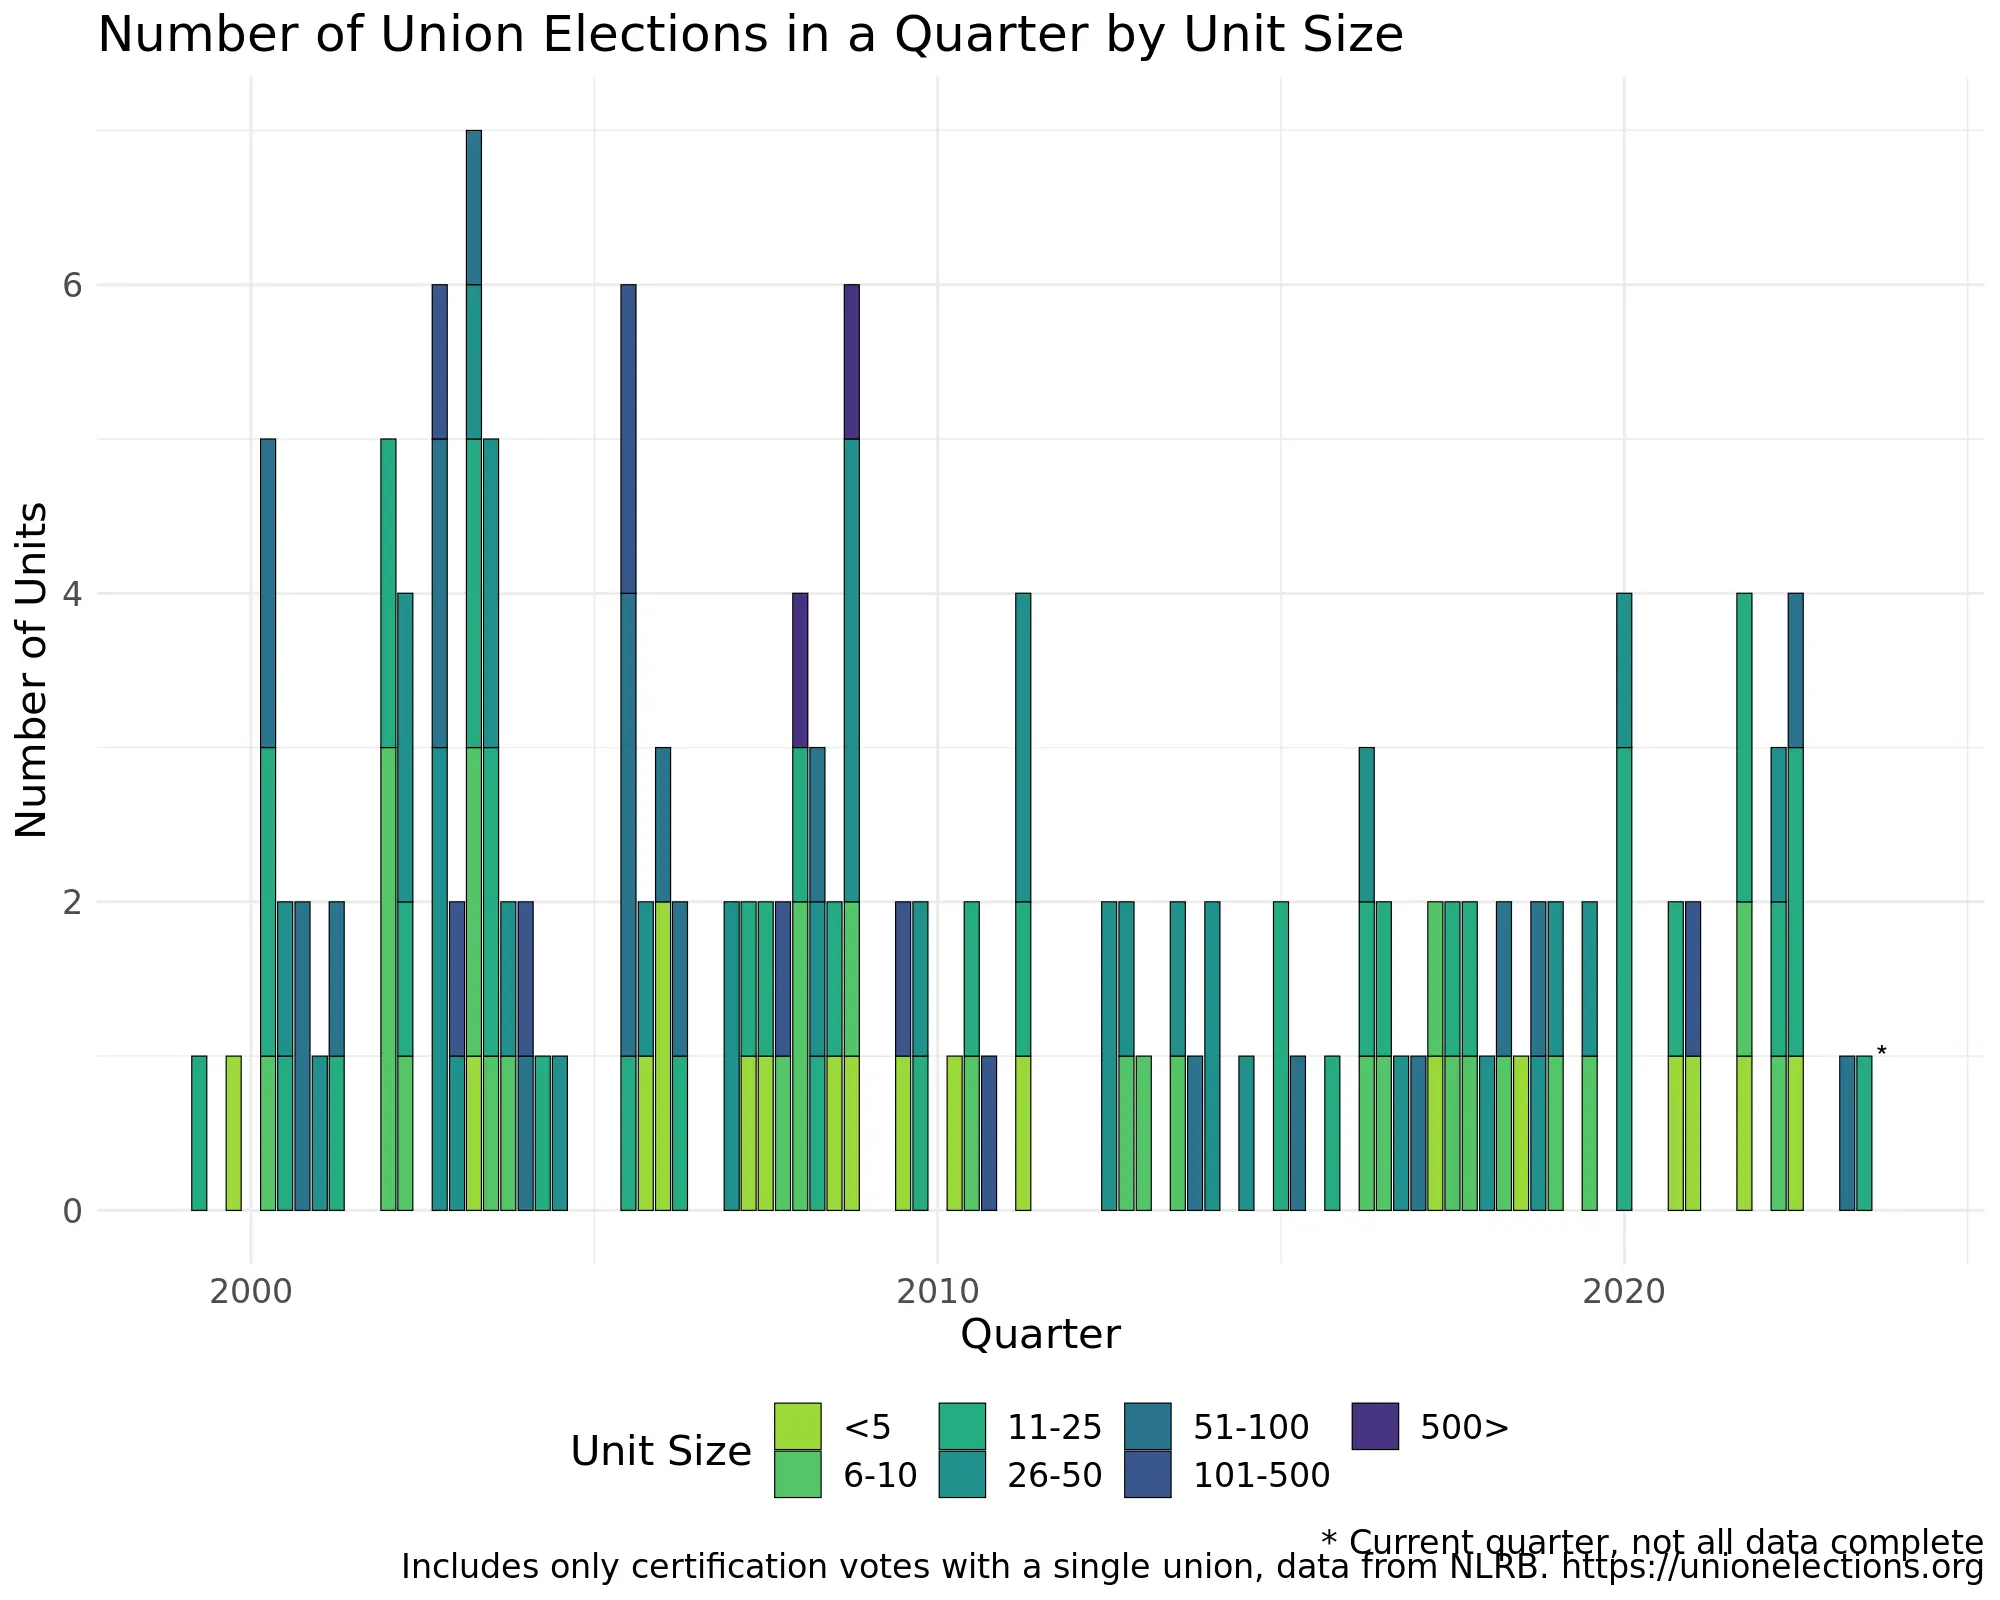 Number of Union Elections in a Quarter by Unit Size
Number of Units
6
4
2
0
*
2000
2010
2020
Quarter
Unit Size
<5
11-25
51-100
500>
6-10
26-50
101-500
* Current quarter, not all data complete
Includes only certification votes with a single union, data from NLRB. https://unionelections.org